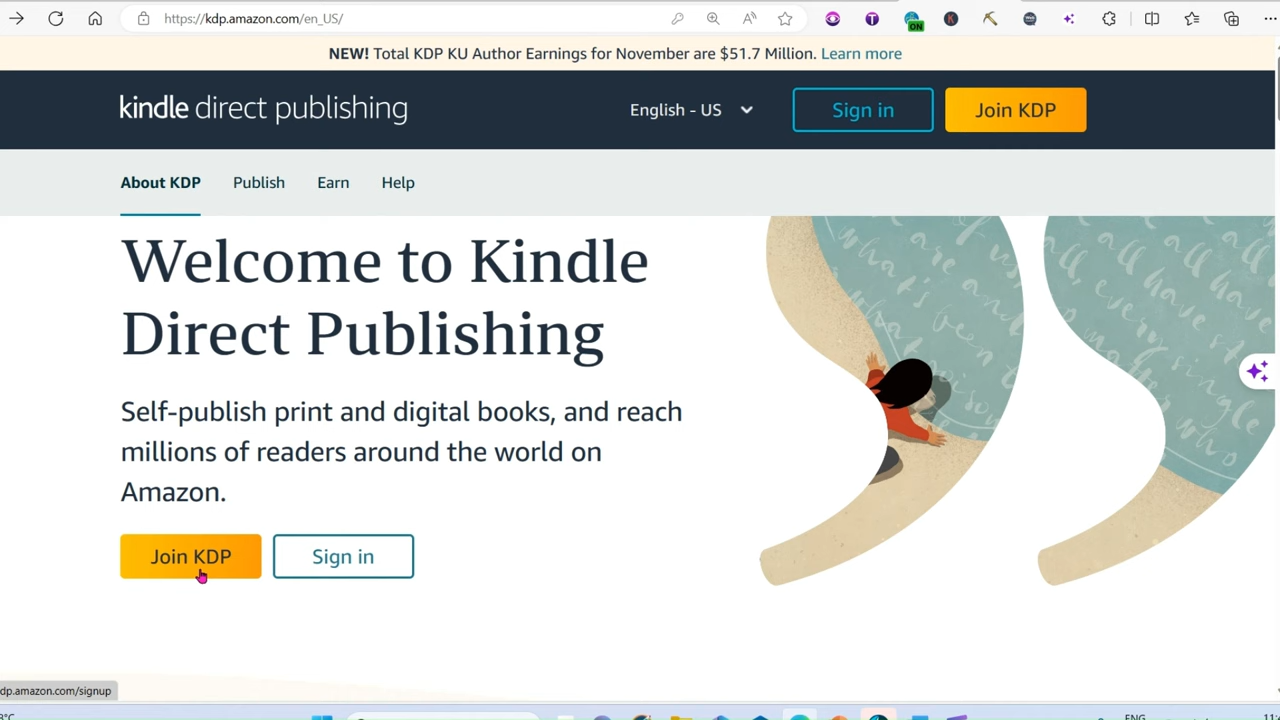 https://kdp.amazon.com/en_US/
ON
NEW! Total KDP KU Author Earnings for November are $51.7 Million. Learn more
kindle direct publishing
English - US
Sign in
Join KDP
About KDP
Publish
Earn
Help
Welcome to Kindle
Direct Publishing
Self-publish print and digital books, and reach
millions of readers around the world on
Amazon.
Join KDP
Sign in
dp.amazon.com/signup
ENG